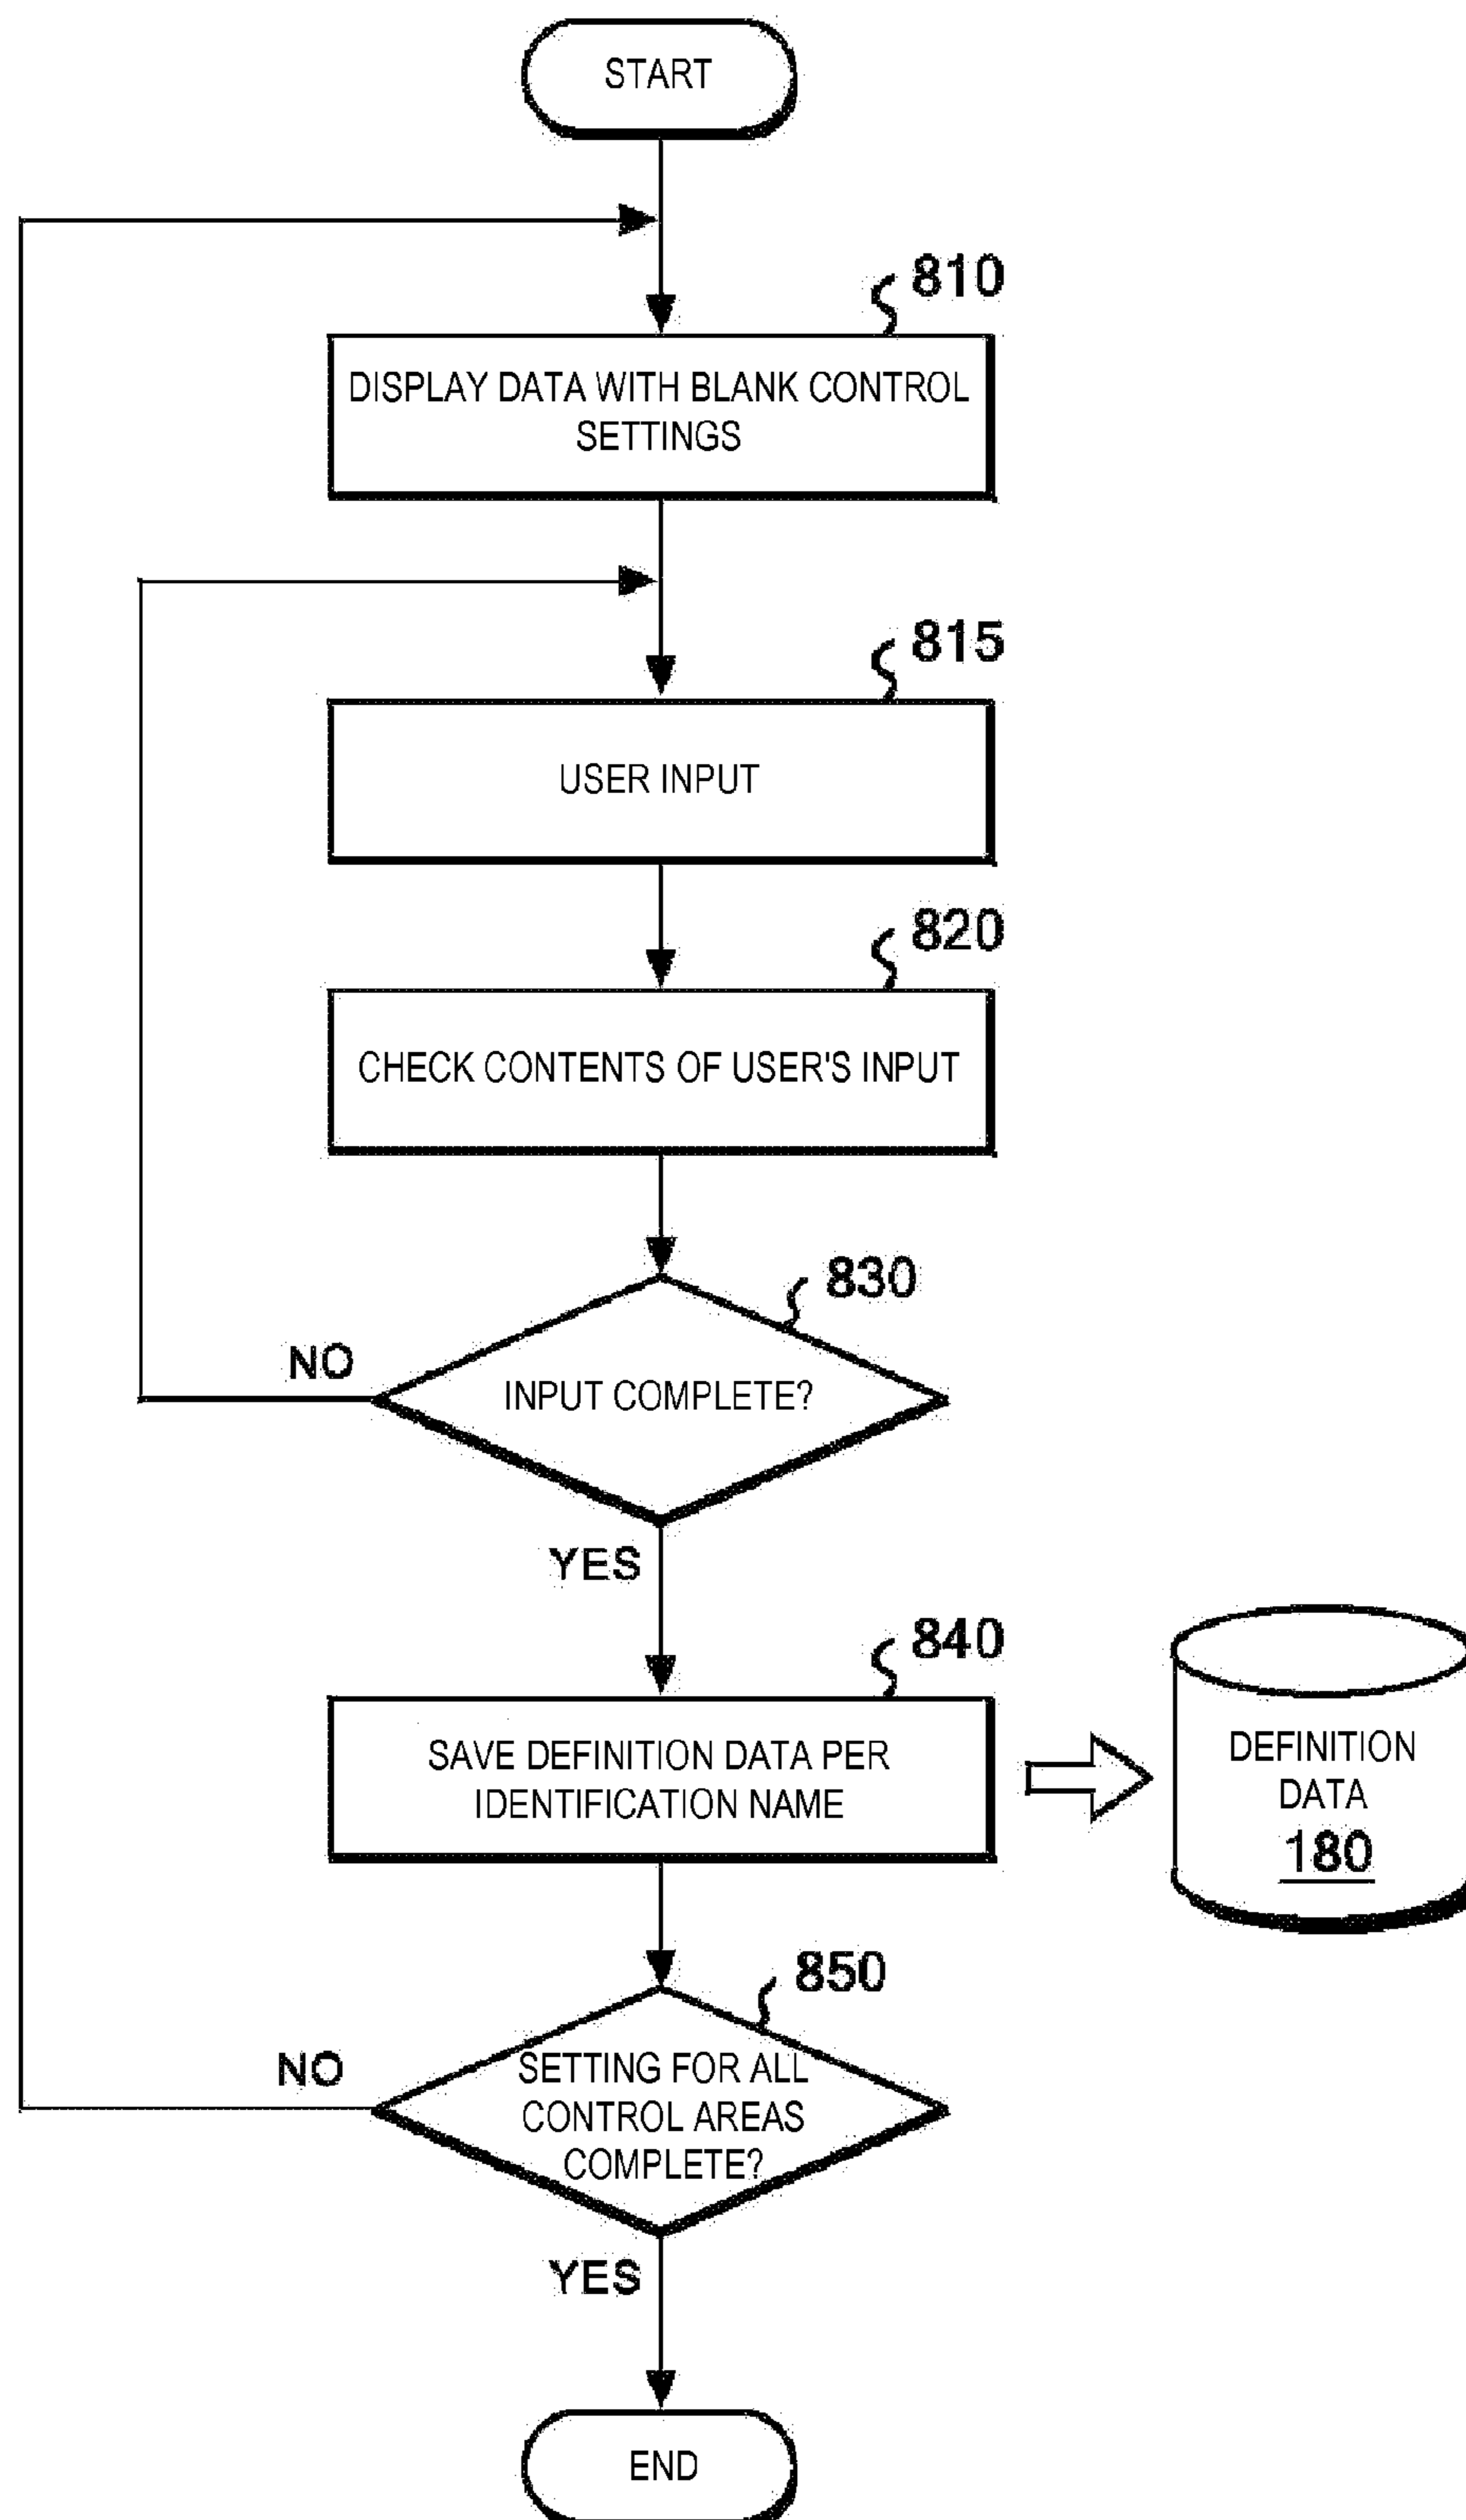 START
810
DISPLAY DATA WITH BLANK CONTROL
SETTINGS
815
USER INPUT
820
CHECK CONTENTS OF USER'S INPUT
830
NO
INPUT COMPLETE?
YES
840
SAVE DEFINITION DATA PER
IDENTIFICATION NAME
DEFINITION
DATA
180
850
NO
SETTING FOR ALL
CONTROL AREAS
COMPLETE?
YES
END